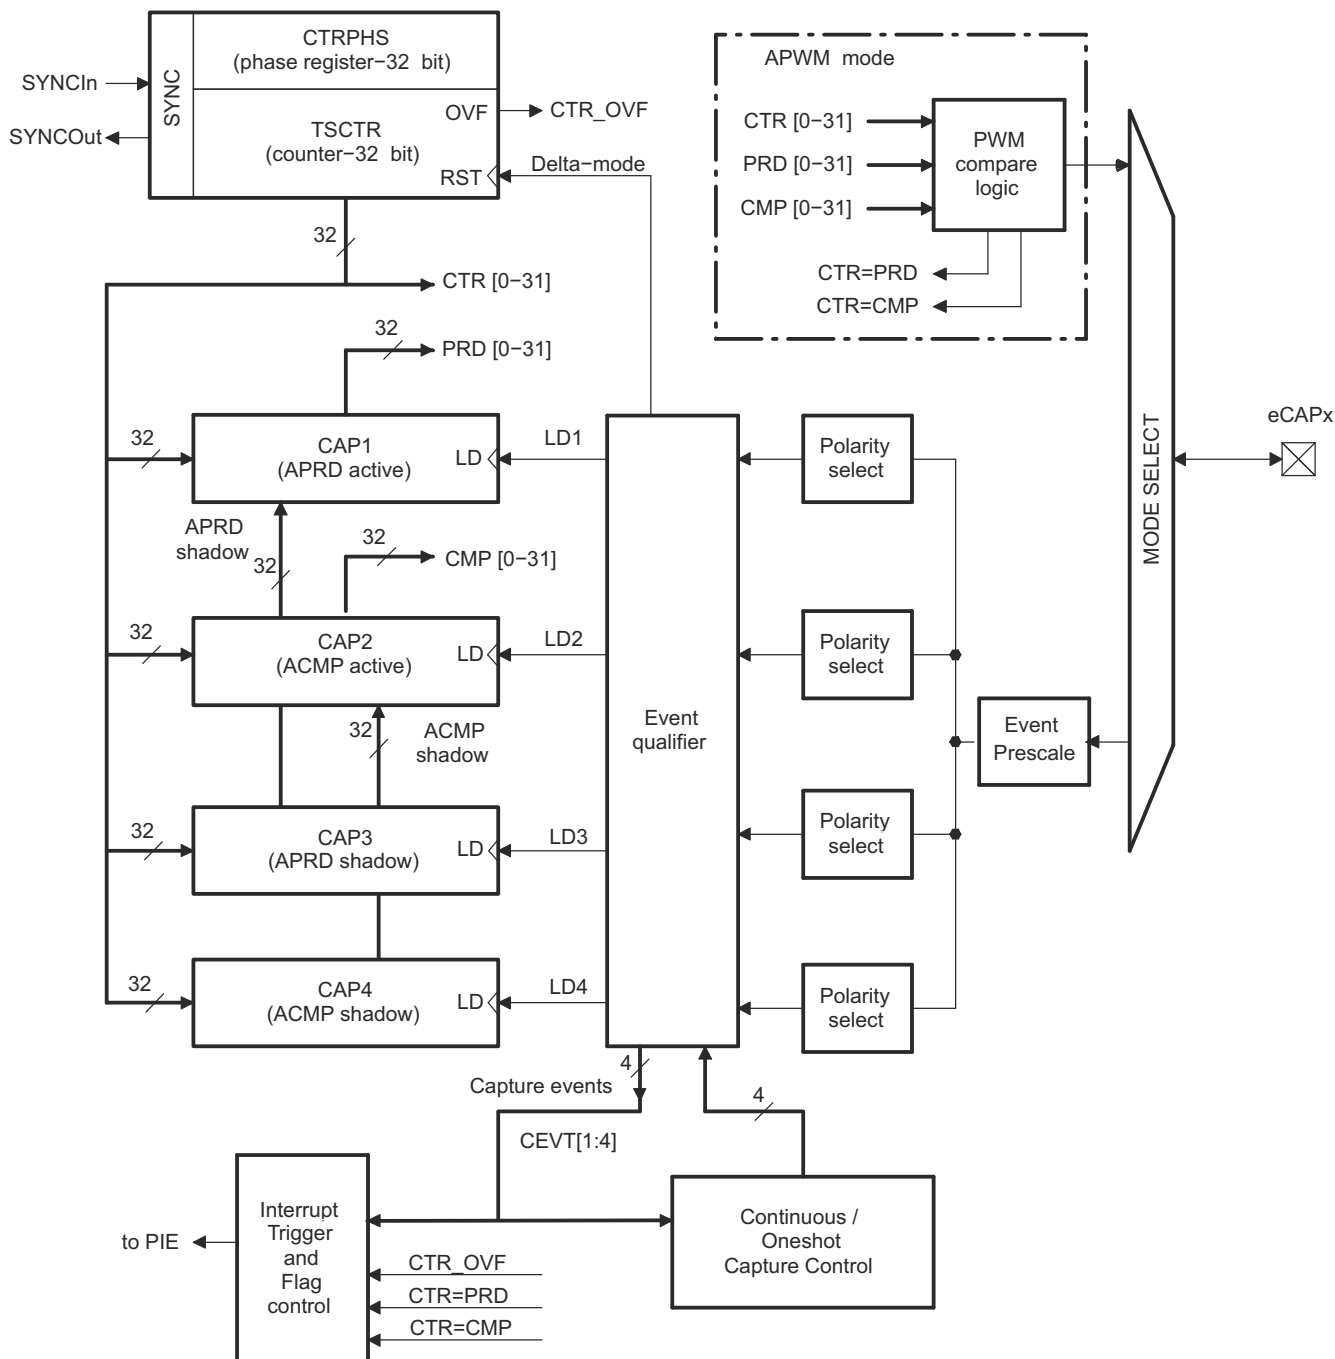 CTRPHS
(phase register−32 bit)
SYNC
SYNCIn
SYNCOut
OVF
CTR_OVF
TSCTR
(counter−32 bit)
RST
Delta−mode
APWM mode
CTR [0−31]
PRD [0−31]
CMP [0−31]
PWM
compare
logic
CTR=PRD
CTR=CMP
32
CTR [0−31]
32
PRD [0−31]
32
CAP1
(APRD active)
LD
LD1
Polarity
select
eCAPx
MODE SELECT
APRD
shadow
32
32
CMP [0−31]
32
CAP2
(ACMP active)
LD
LD2
Polarity
select
32
ACMP
shadow
Event
qualifier
Event
Prescale
32
CAP3
(APRD shadow)
LD
LD3
Polarity
select
32
CAP4
(ACMP shadow)
LD
LD4
Polarity
select
4
Capture events
4
CEVT[1:4]
Interrupt
Trigger
and
Flag
control
to PIE
Continuous /
Oneshot
Capture Control
CTR_OVF
CTR=PRD
CTR=CMP